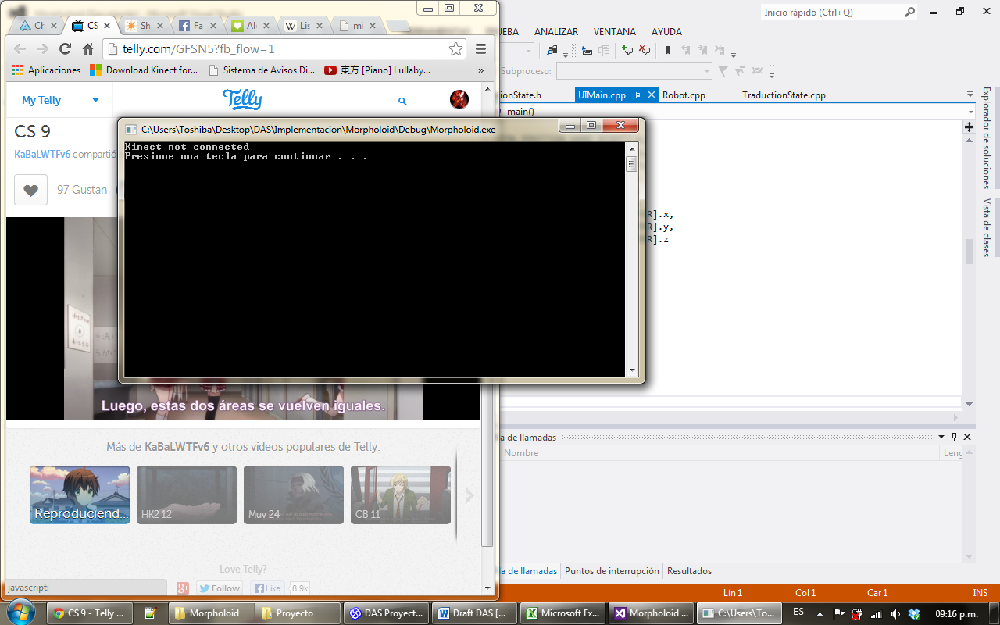 Ch
CS
Sh
Fa
Alo
Lis
mi
telly.com/GFSN5?fb_flow=1
Aplicaciones
Download Kinect for...
Sistema de Avisos Di...
東方 [Piano] Lullaby...
»
My Telly
Telly
CS 9
KaBaLWTFv6 compartió
97 Gustan
Luego, estas dos áreas se vuelven iguales.
Más de KaBaLWTFv6 y otros videos populares de Telly:
Reproduciend...
HK2 12
Muv 24
CB 11
Love Telly?
javascript:
Follow
Like
8.9k
C:\Users\Toshiba\Desktop\DAS\Implementacion\Morpholoid\Debug\Morpholoid.exe
Kinect not connected
Presione una tecla para continuar . . .
Inicio rápido (Ctrl+Q)
UEBA
ANALIZAR
VENTANA
AYUDA
Subproceso:
ionState.h
UIMain.cpp
Robot.cpp
TraductionState.cpp
main()
R].x,
R].y,
R].z
Explorador de soluciones
Vista de clases
a de llamadas
Nombre
Leng
la de llamadas
Puntos de interrupción
Resultados
Lín 1
Col 1
Car 1
INS
CS 9 - Telly ...
Morpholoid
Proyecto
DAS Proyect...
Draft DAS [...
Microsoft Ex...
Morpholoid ...
C:\Users\To...
ES
09:16 p.m.